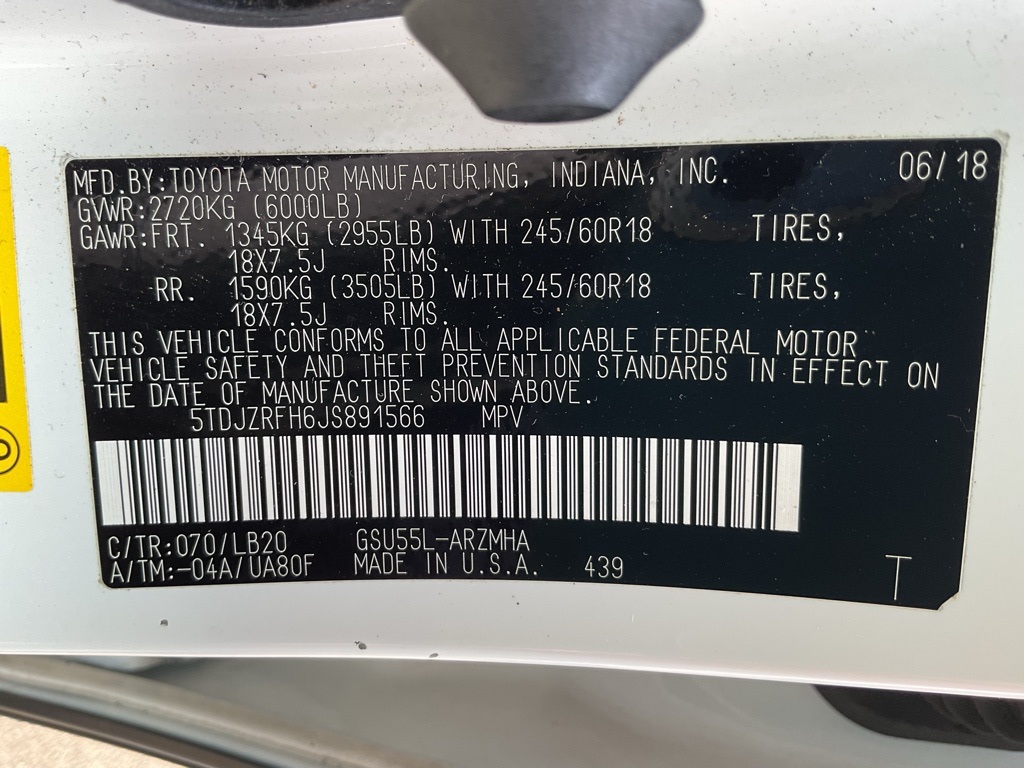 MFD.BY:TOYOTA MOTOR MANUFACTURING, INDIANA, INC. 06/18
GVWR:2720KG (6000LB)
GAWR:FRT. 1345KG (2955LB) WITH 245/60R18 TIRES,
18X7.5J RIMS.
RR. 1590KG (3505LB) WITH 245/60R18 TIRES,
18X7.5J RIMS.
THIS VEHICLE CONFORMS TO ALL APPLICABLE FEDERAL MOTOR
VEHICLE SAFETY AND THEFT PREVENTION STANDARDS IN EFFECT ON
THE DATE OF MANUFACTURE SHOWN ABOVE.
5TDJZRFH6JS891566 MPV
C/TR:070/LB20 GSU55L-ARZMHA
A/TM:-04A/UA80F MADE IN U.S.A. 439 T